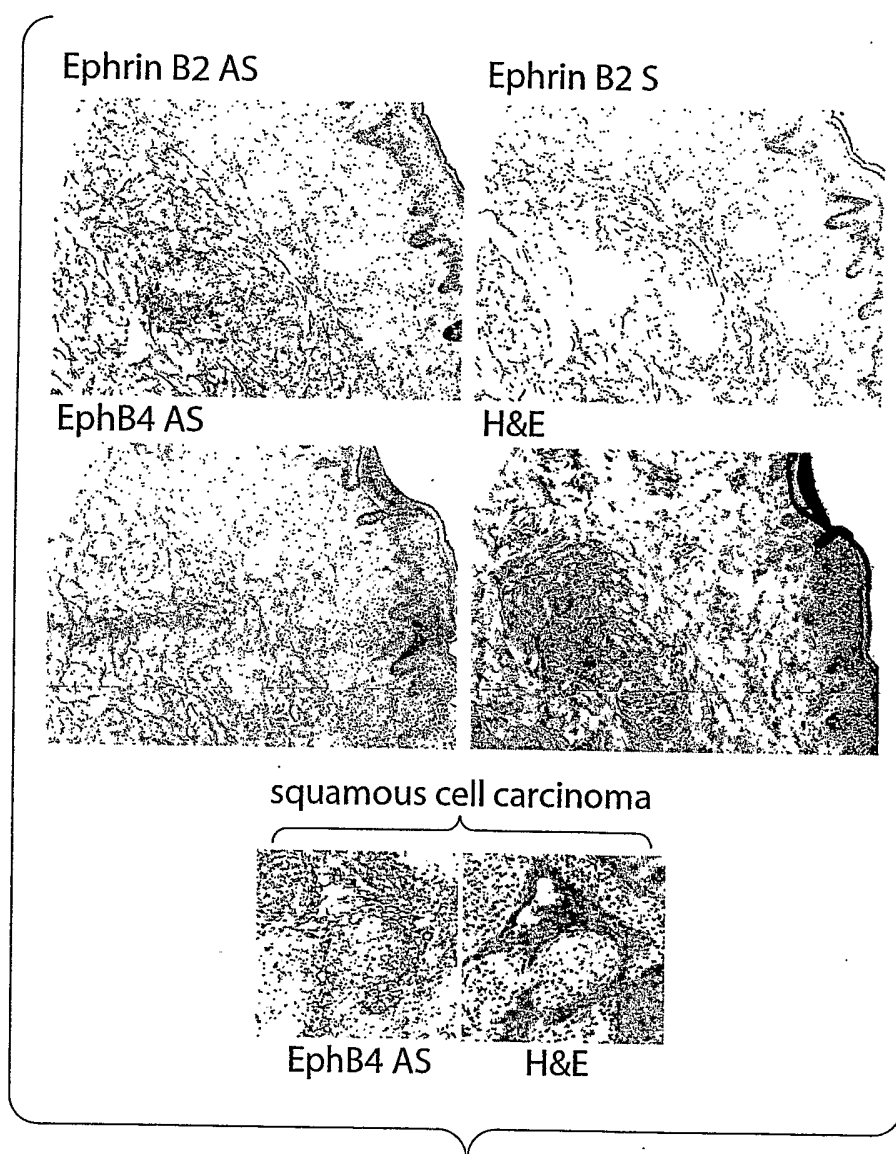 Ephrin B2 AS
Ephrin B2 S
EphB4 AS
H&E
squamous cell carcinoma
EphB4 AS
H&E